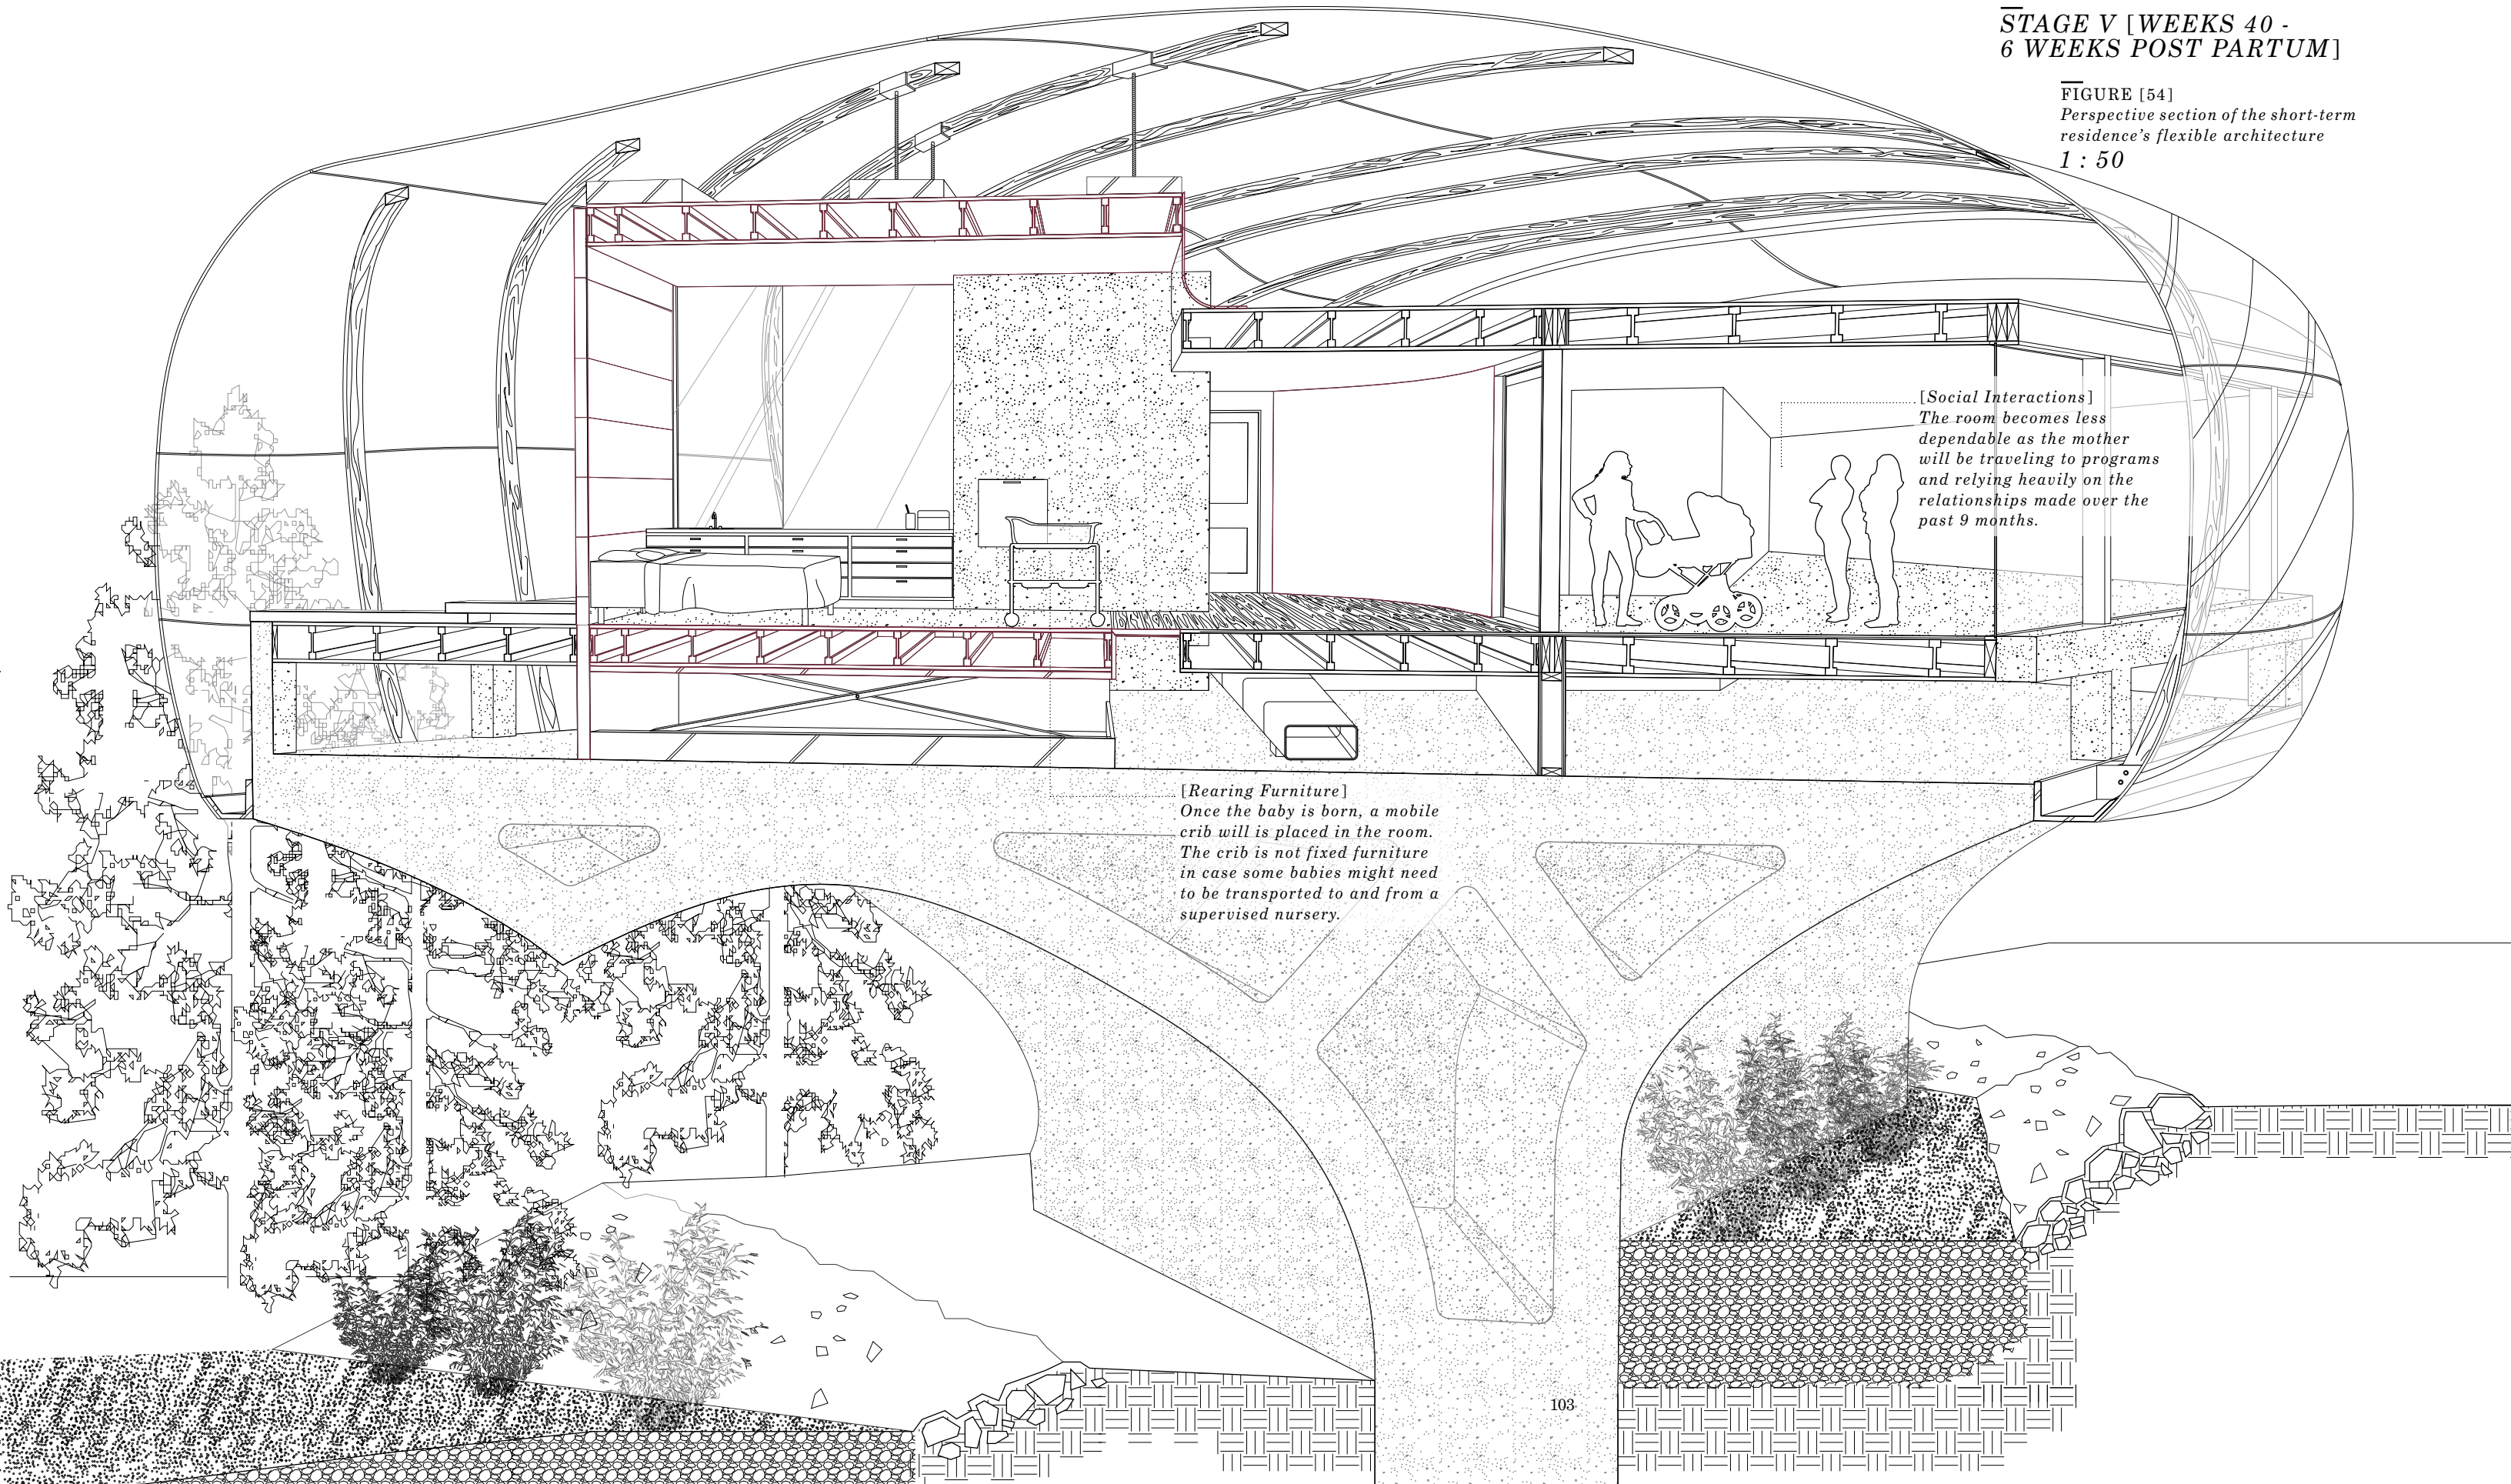 STAGE V [WEEKS 40 -
6 WEEKS POST PARTUM]
FIGURE [54]
Perspective section of the short-term
residence's flexible architecture
1 : 50
[Social Interactions]
The room becomes less
dependable as the mother
will be traveling to programs
and relying heavily on the
relationships made over the
past 9 months.
[Rearing Furniture]
Once the baby is born, a mobile
crib will is placed in the room.
The crib is not fixed furniture
in case some babies might need
to be transported to and from a
supervised nursery.
103